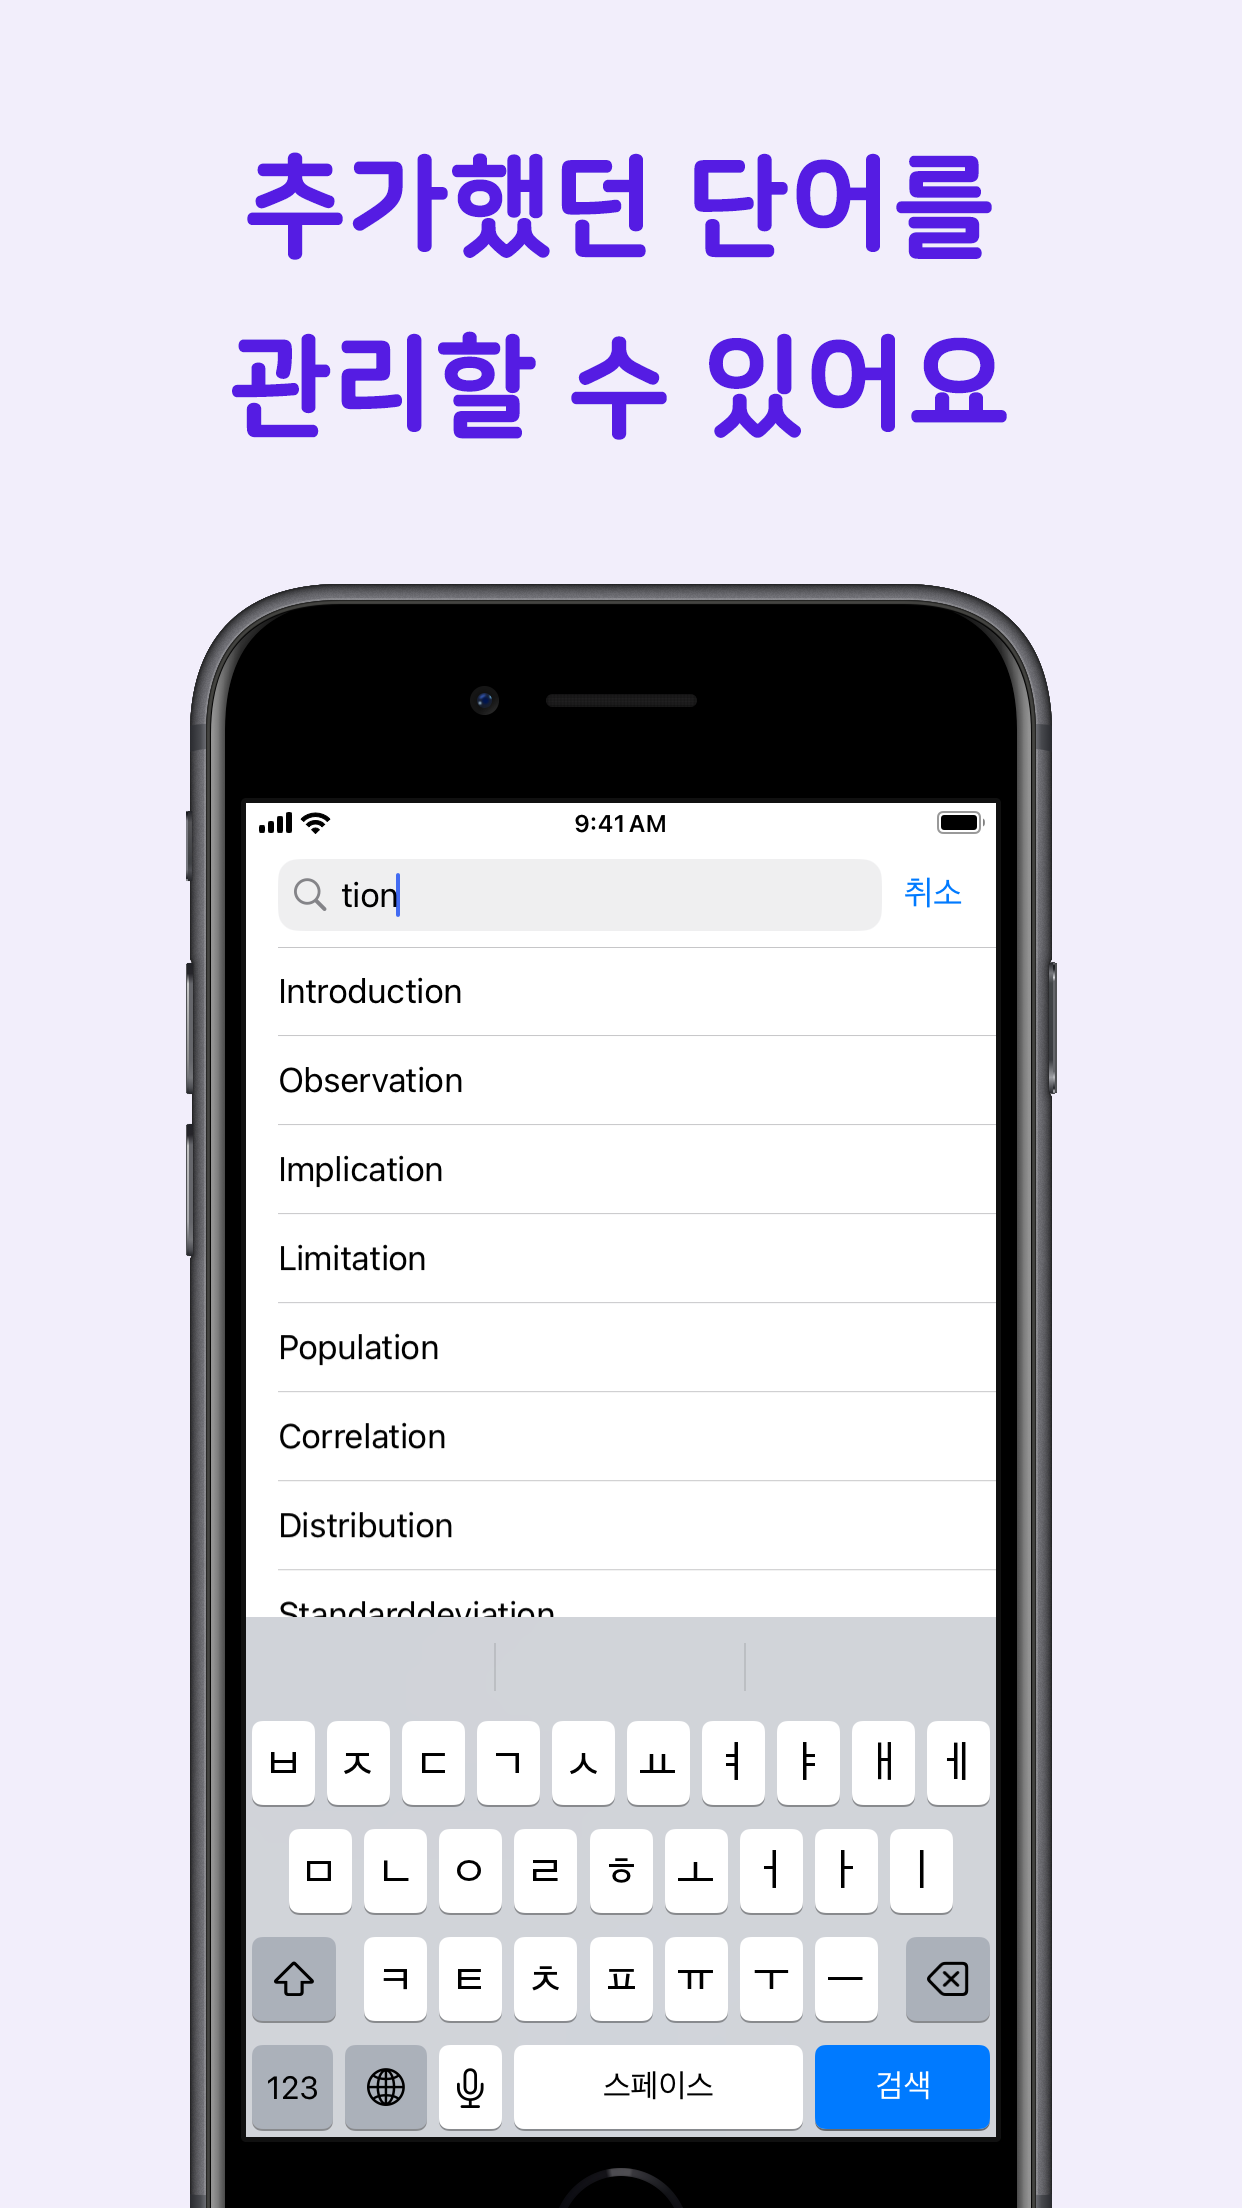 추가했던 단어를
관리할 수 있어요
9:41 AM
tion
취소
Introduction
Observation
Implication
Limitation
Population
Correlation
Distribution
Standarddeviation
ㅂ ㅈ ㄷ ㄱ ㅅ ㅛ ㅕ ㅑ ㅐ ㅔ
ㅁ ㄴ ㅇ ㄹ ㅎ ㅗ ㅓ ㅏ ㅣ
ㅋ ㅌ ㅊ ㅍ ㅠ ㅜ ㅡ
123 스페이스 검색